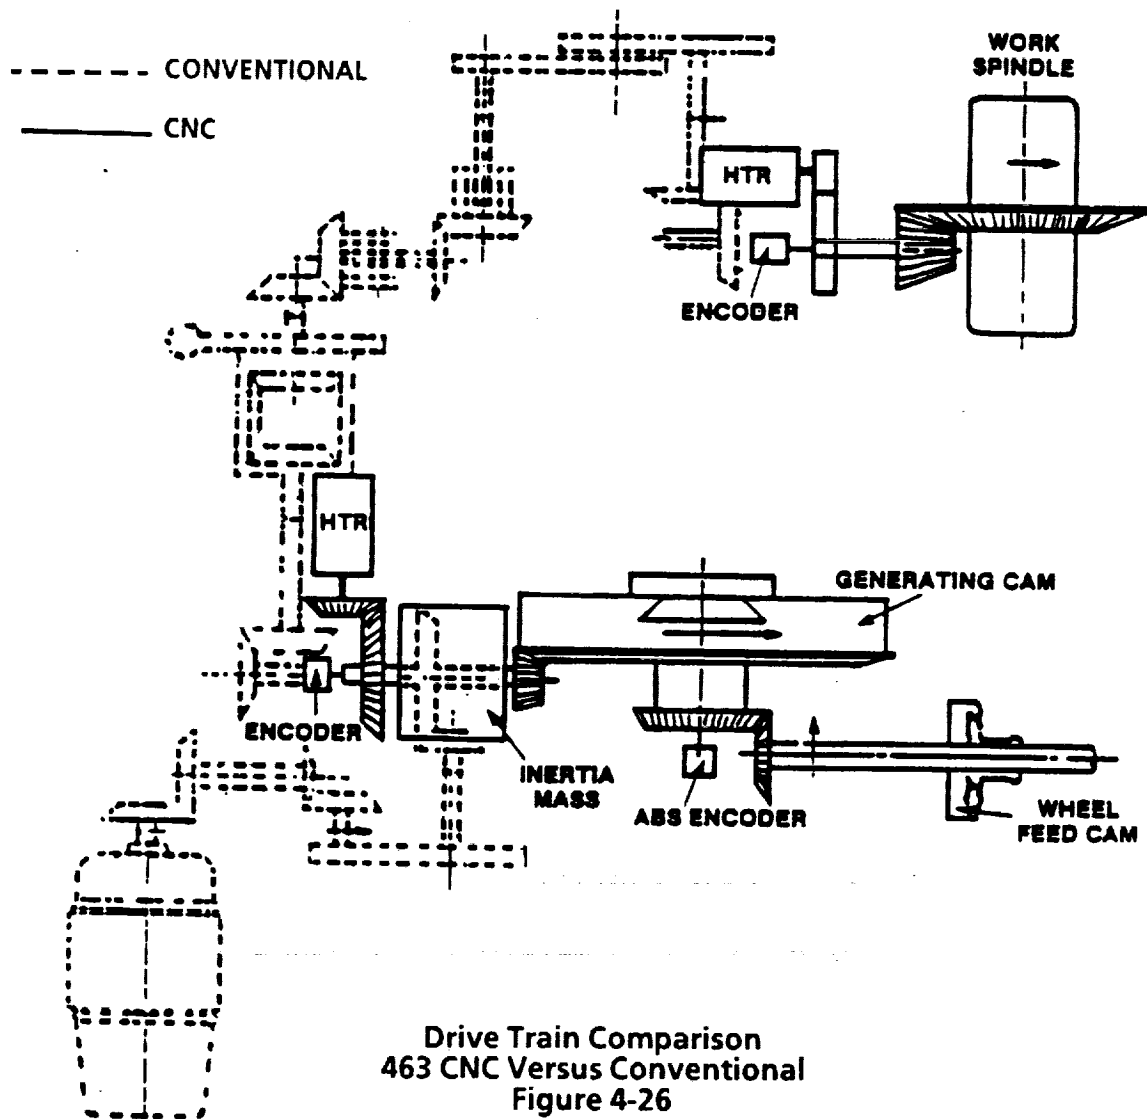 CONVENTIONAL
CNC
WORK
SPINDLE
HTR
ENCODER
HTR
GENERATING CAM
ENCODER
INERTIA
MASS
ABS ENCODER
WHEEL
FEED CAM
Drive Train Comparison
463 CNC Versus Conventional
Figure 4-26